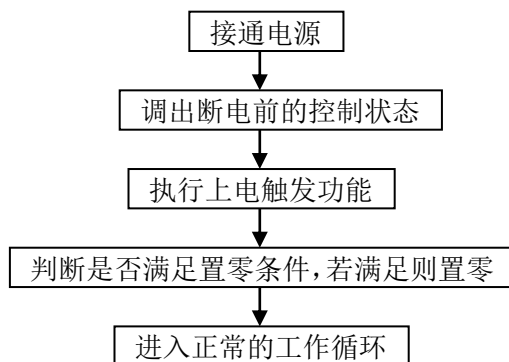 接通电源
调出断电前的控制状态
执行上电触发功能
判断是否满足置零条件，若满足则置零
进入正常的工作循环